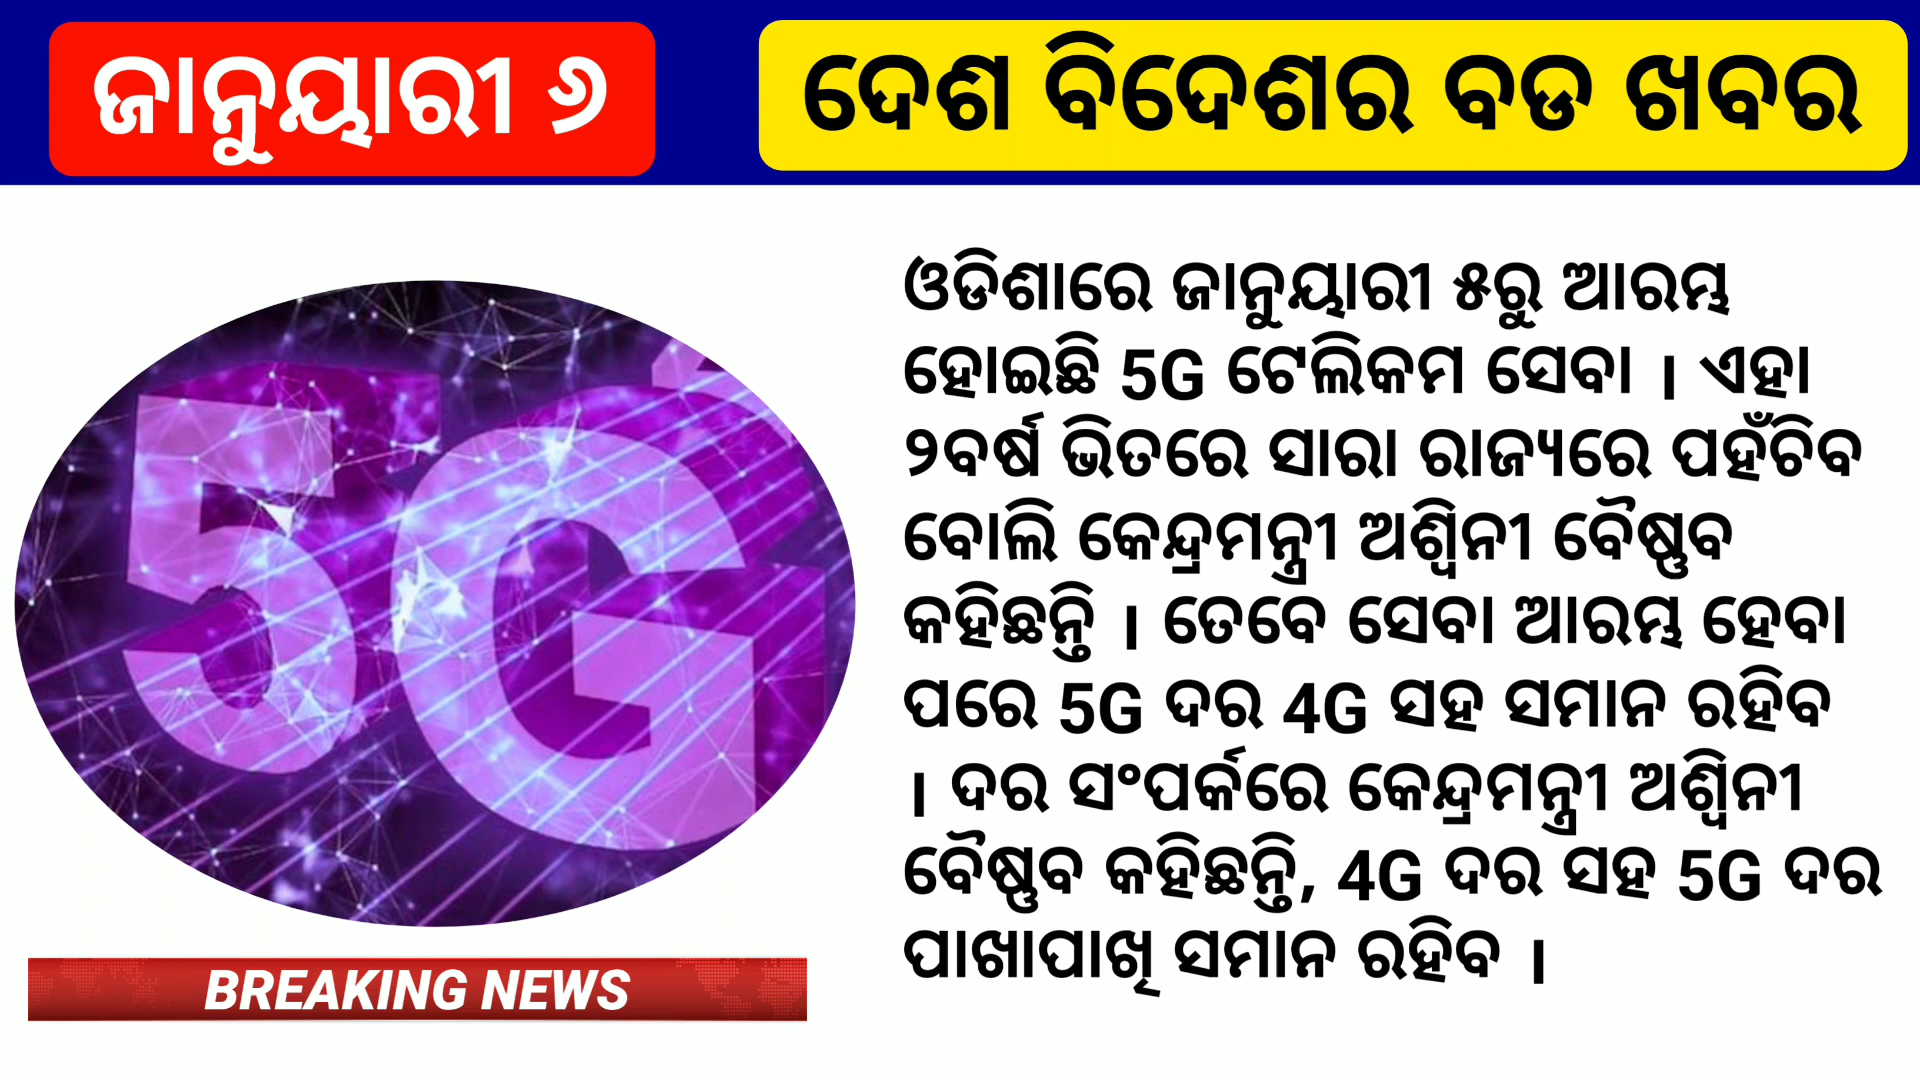 ଜାନୁୟାରୀ ୬
ଦେଶ ବିଦେଶର ବଡ ଖବର
ଓଡିଶାରେ ଜାନୁୟାରୀ ୫ରୁ ଆରମ୍ଭ
ହୋଇଛି 5G ଟେଲିକମ ସେବା । ଏହା
୨ବର୍ଷ ଭିତରେ ସାରା ରାଜ୍ୟରେ ପହଁଚିବ
ବୋଲି କେନ୍ଦ୍ରମନ୍ତ୍ରୀ ଅଶ୍ୱିନୀ ବୈଷ୍ଣବ
କହିଛନ୍ତି । ତେବେ ସେବା ଆରମ୍ଭ ହେବା
ପରେ 5G ଦର 4G ସହ ସମାନ ରହିବ
। ଦର ସଂପର୍କରେ କେନ୍ଦ୍ରମନ୍ତ୍ରୀ ଅଶ୍ୱିନୀ
ବୈଷ୍ଣବ କହିଛନ୍ତି, 4G ଦର ସହ 5G ଦର
ପାଖାପାଖି ସମାନ ରହିବ ।
5G
BREAKING NEWS